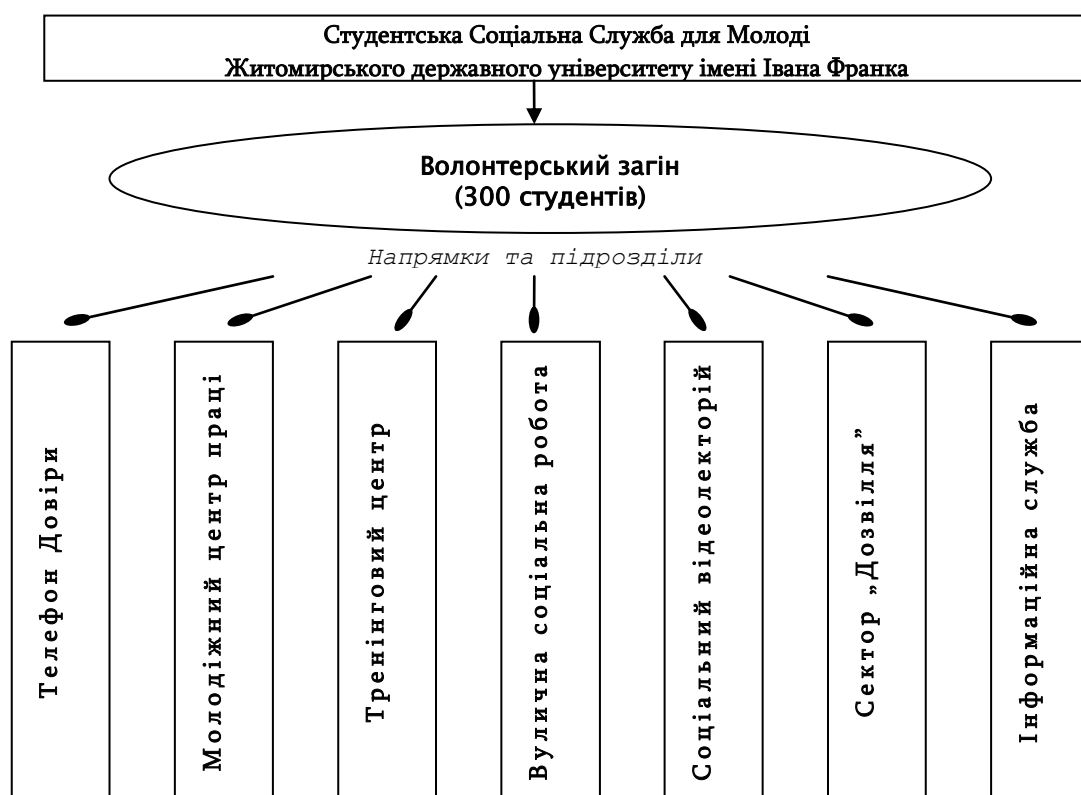 Студентська Соціальна Служба для Молоді
Житомирського державного університету імені Івана Франка
Волонтерський загін
(300 студентів)
Напрямки та підрозділи
Телефон Довіри
Молодіжний центр праці
Тренінговий центр
Вулична соціальна робота
Соціальний відеолекторій
Сектор „Дозвілля”
Інформаційна служба